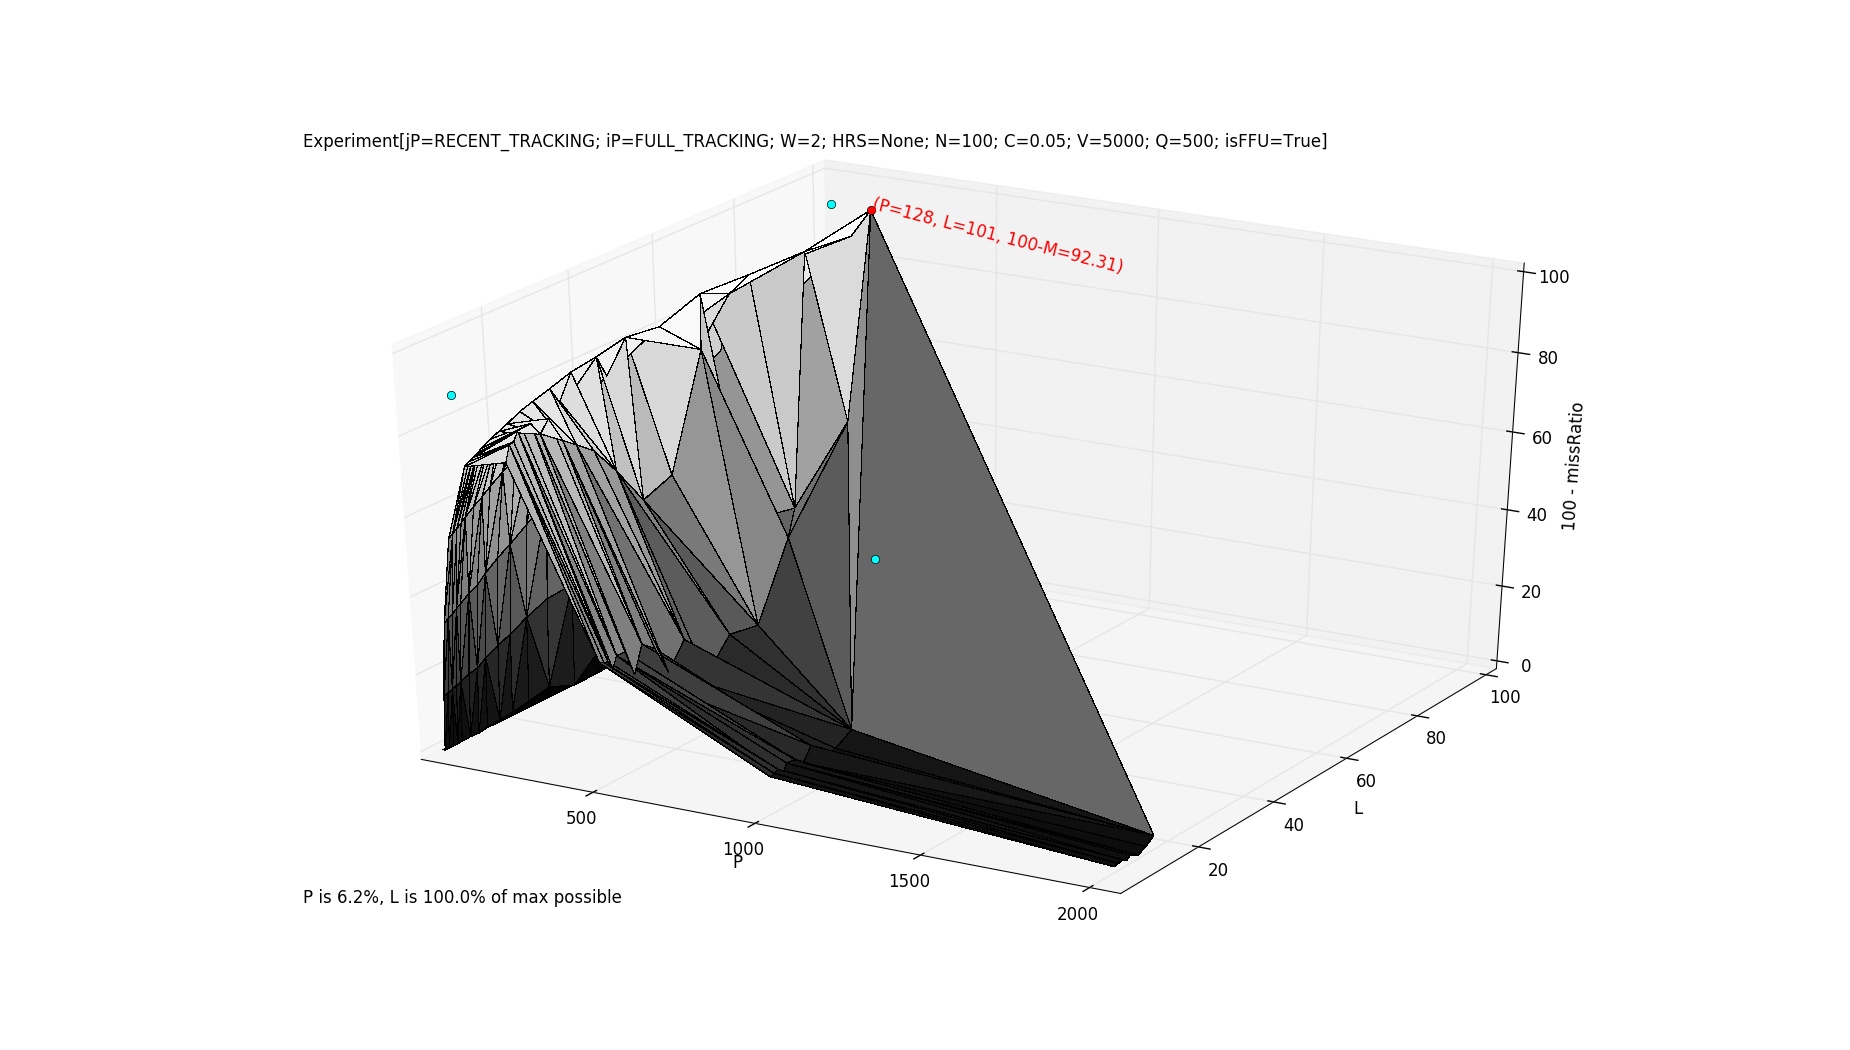 Experiment[jP=RECENT_TRACKING; iP=FULL_TRACKING; W=2; HRS=None; N=100; C=0.05; V=5000; Q=500; isFFU=True]
(P=128, L=101, 100-M=92.31)
100
80
60
40
20
0
100 - missRatio
100
80
60
40
20
L
500
1000
1500
2000
P
P is 6.2%, L is 100.0% of max possible